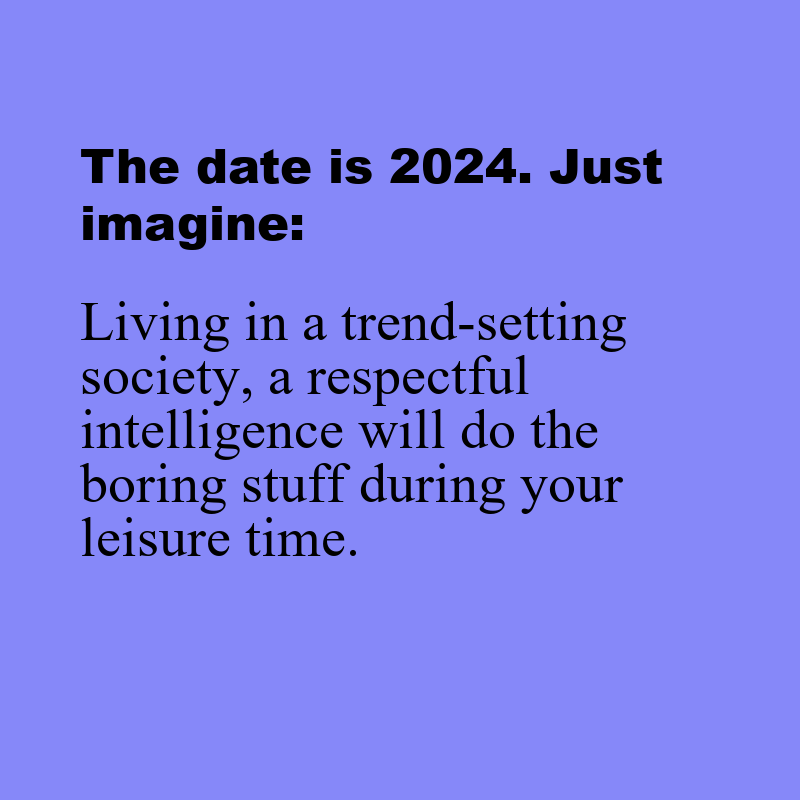 The date is 2024. Just
imagine:
Living in a trend-setting
society, a respectful
intelligence will do the
boring stuff during your
leisure time.